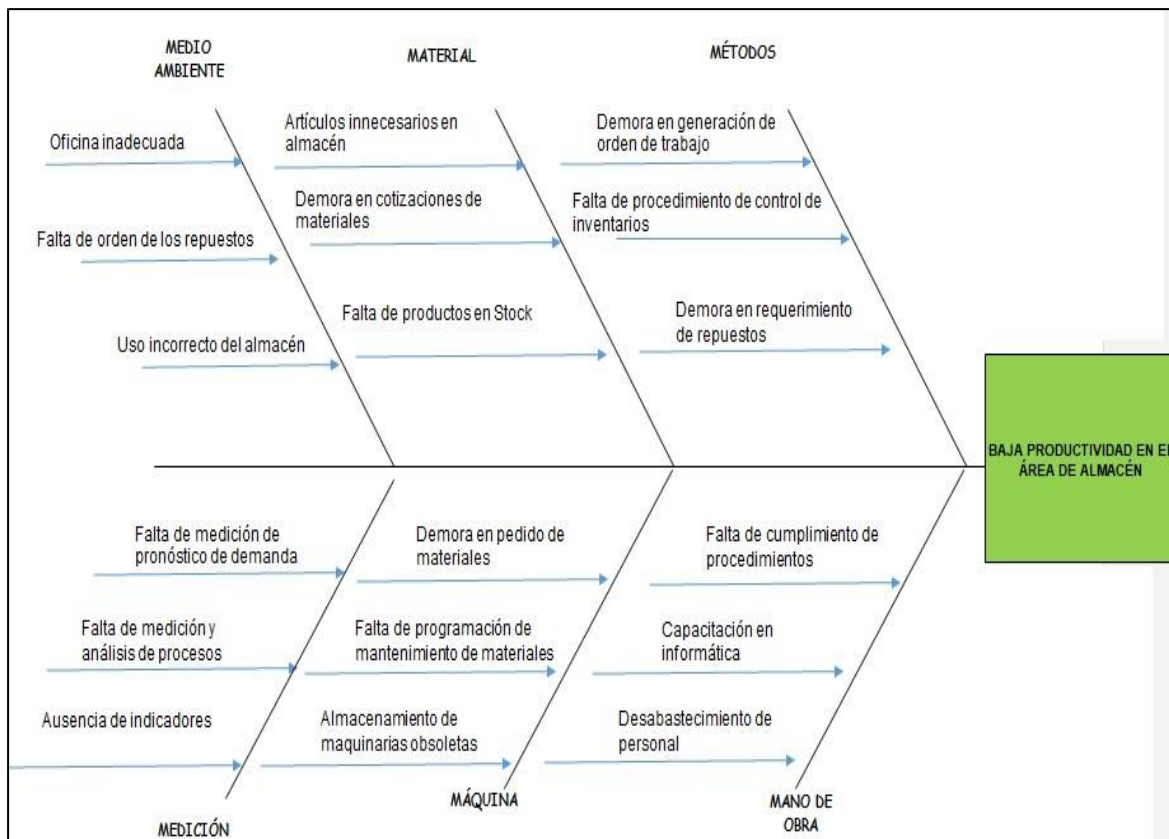 MEDIO
AMBIENTE
MATERIAL
MÉTODOS
Oficina inadecuada
Artículos innecesarios en
almacén
Demora en generación de
orden de trabajo
Demora en cotizaciones de
materiales
Falta de procedimiento de control de
inventarios
Falta de orden de los repuestos
Falta de productos en Stock
Demora en requerimiento
de repuestos
Uso incorrecto del almacén
BAJA PRODUCTIVIDAD EN El
ÁREA DE ALMACÉN
Falta de medición de
pronóstico de demanda
Demora en pedido de
materiales
Falta de cumplimiento de
procedimientos
Falta de medición y
análisis de procesos
Falta de programación de
mantenimiento de materiales
Capacitación en
informática
Ausencia de indicadores
Almacenamiento de
maquinarias obsoletas
Desabastecimiento de
personal
MEDICIÓN
MÁQUINA
MANO DE
OBRA